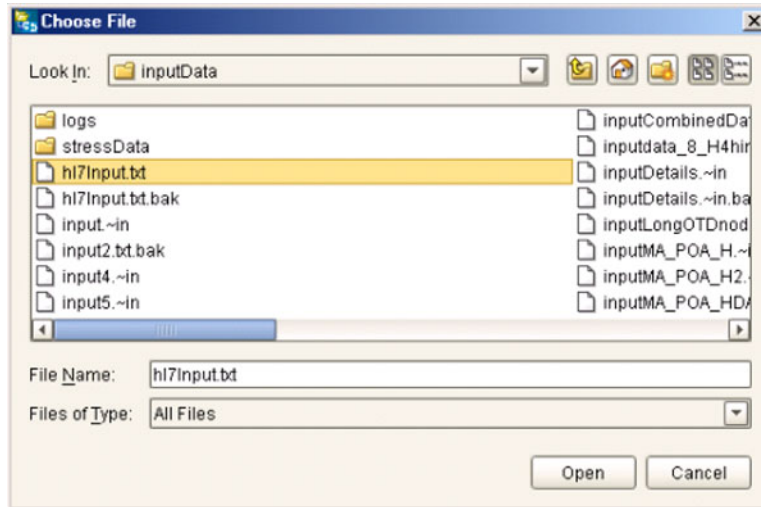 Choose File
Look In: inputData
logs
stressData
hl7Input.txt
hl7Input.txt.bak
input.~in
input2.txt.bak
input4.~in
input5.~in
inputCombinedDa
inputdata_8_H4hir
inputDetails.~in
inputDetails.~in.ba
inputLongOTDnod
inputMA_POA_H.~i
inputMA_POA_H2.
inputMA_POA_HD
File Name: hl7Input.txt
Files of Type: All Files
Open Cancel